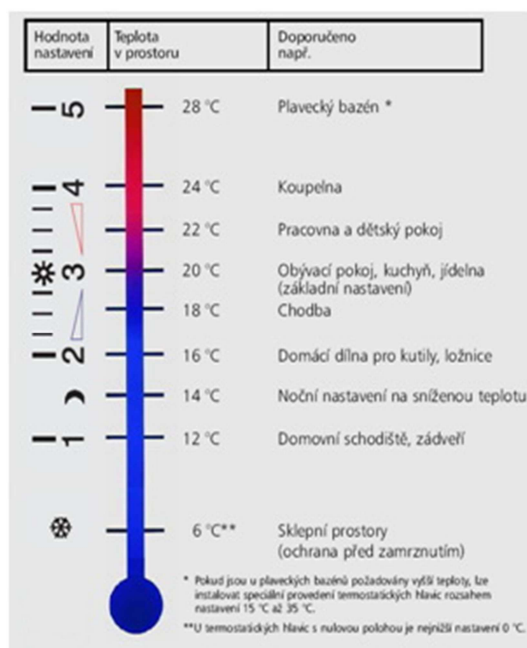 Hodnota nastavení
Teplota v prostoru
Doporučeno např.
5 28 °C Plavecký bazén *
4 24 °C Koupelna
22 °C Pracovna a dětský pokoj
3 20 °C Obývací pokoj, kuchyň, jídelna
(základní nastavení)
18 °C Chodba
2 16 °C Domácí dílna pro kutily, ložnice
14 °C Noční nastavení na sníženou teplotu
1 12 °C Domovní schodiště, zádveří
6 °C** Sklepní prostory
(ochrana před zamrznutím)
* Pokud jsou u plaveckých bazénů požadovány vyšší teploty, lze
instalovat speciální provedení termostatických hlavic rozsahem
nastavení 15 °C až 35 °C.
**U termostatických hlavic s nulovou polohou je nejnižší nastavení 0 °C.